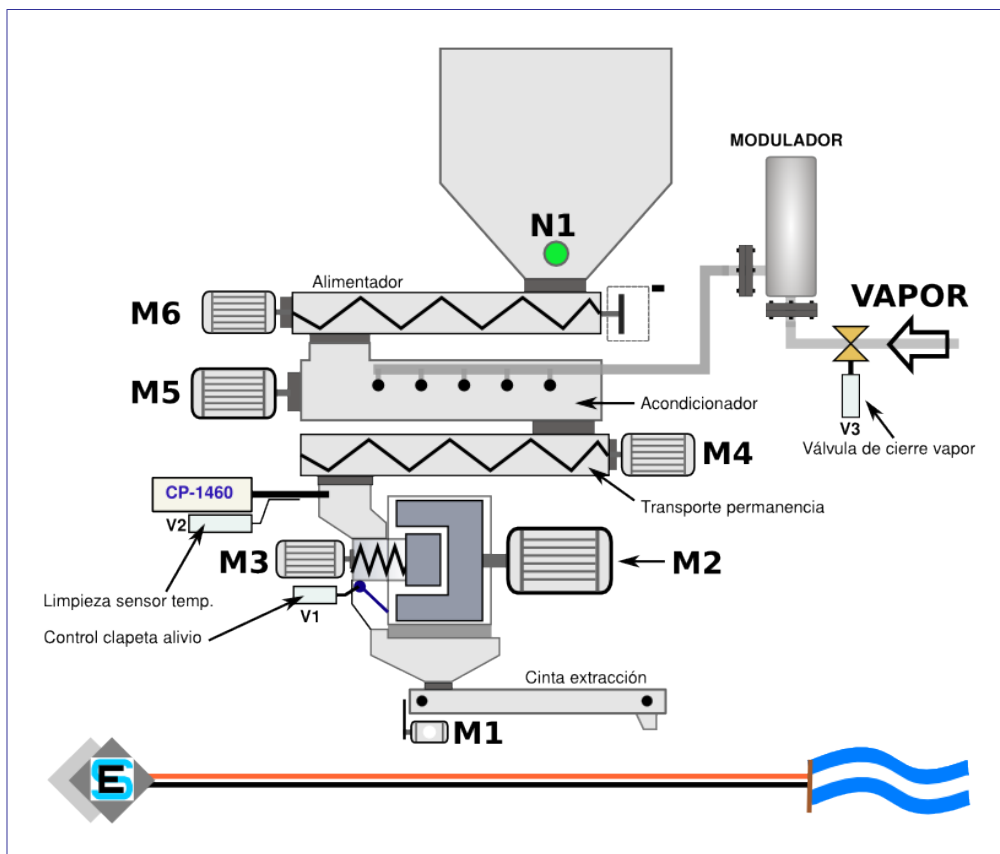 MODULADOR
N1
Alimentador
M6
VAPOR
M5
Acondicionador
V3
Válvula de cierre vapor
M4
CP-1460
Transporte permanencia
V2
M3
M2
Limpieza sensor temp.
V1
Control clapeta alivio
Cinta extracción
M1
ES